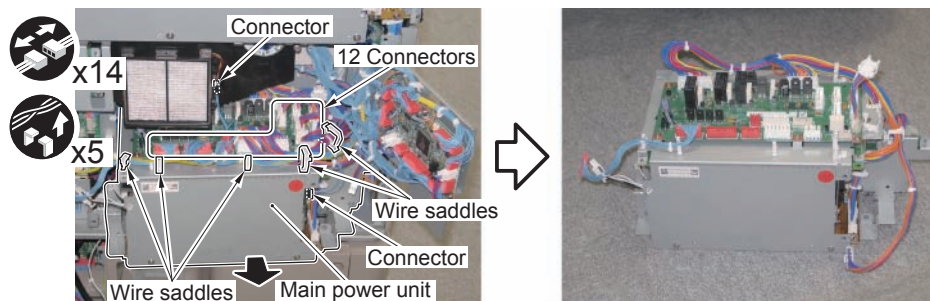 Connector
12 Connectors
x14
x5
Wire saddles
Connector
Wire saddles
Main power unit